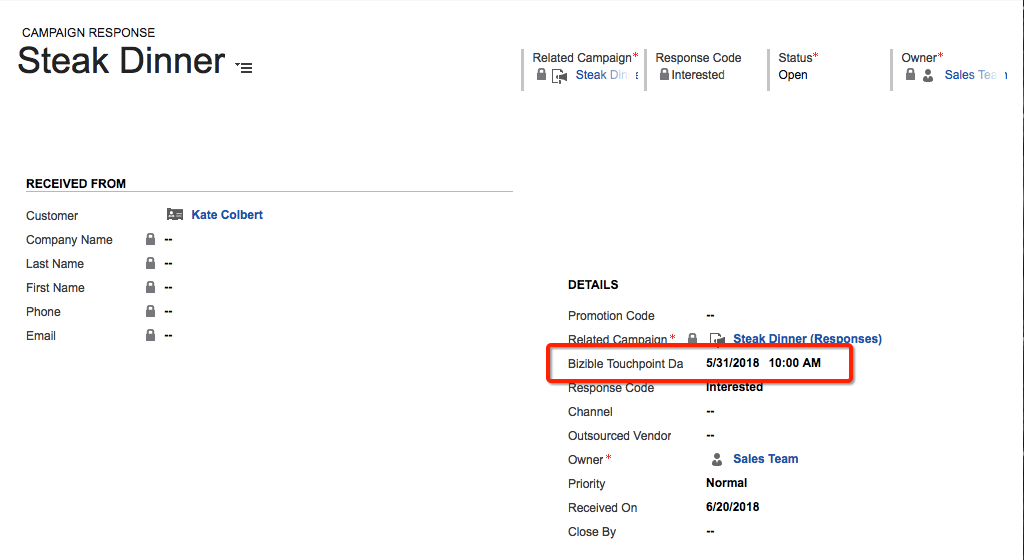 CAMPAIGN RESPONSE
Steak Dinner
Related Campaign* Response Code Status* Owner*
Steak Din Interested Open Sales Team
RECEIVED FROM
Customer Kate Colbert
Company Name --
Last Name --
First Name --
Phone --
Email --
DETAILS
Promotion Code --
Related Campaign * Steak Dinner (Responses)
Bizible Touchpoint Da 5/31/2018 10:00 AM
Response Code Interested
Channel --
Outsourced Vendor --
Owner * Sales Team
Priority Normal
Received On 6/20/2018
Close By --